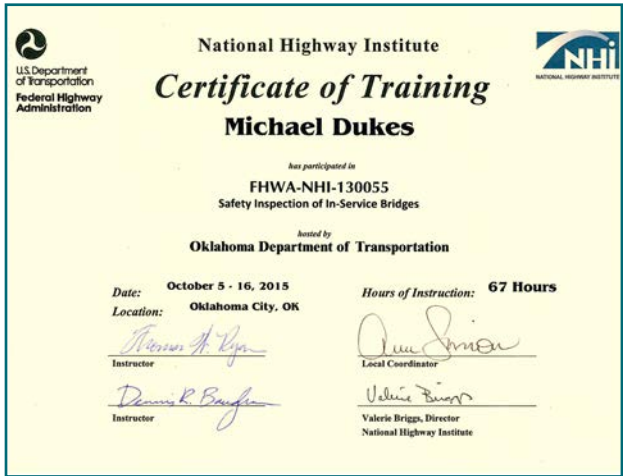 U.S. Department
of Transportation
Federal Highway
Administration
NHI
NATIONAL HIGHWAY INSTITUTE
National Highway Institute
Certificate of Training
Michael Dukes
has participated in
FHWA-NHI-130055
Safety Inspection of In-Service Bridges
hosted by
Oklahoma Department of Transportation
Date: October 5 - 16, 2015
Location: Oklahoma City, OK
Hours of Instruction: 67 Hours
Instructor
Local Coordinator
Dennis R.
Instructor
Valerie Briggs
Valerie Briggs, Director
National Highway Institute